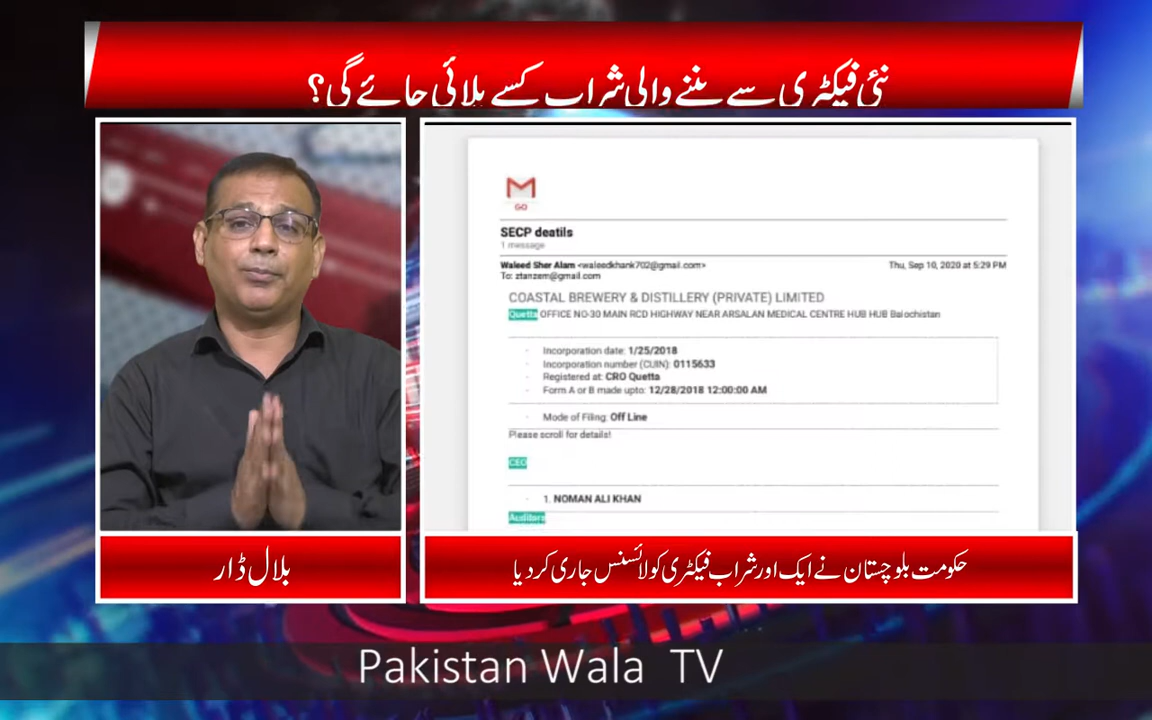 نئی فیکٹری سے بننے والی شراب کسے پلائی جائے گی؟
GO
SECP deatils
1 message
Waleed Sher Alam <waleedkhank702@gmail.com>
Thu, Sep 10, 2020 at 5:29 PM
To: ztanzem@gmail.com
COASTAL BREWERY & DISTILLERY (PRIVATE) LIMITED
Quetta OFFICE NO-30 MAIN RCD HIGHWAY NEAR ARSALAN MEDICAL CENTRE HUB HUB Balochistan
Incorporation date: 1/25/2018
Incorporation number (CUIN): 0115633
Registered at: CRO Quetta
Form A or B made upto: 12/28/2018 12:00:00 AM
Mode of Filing: Off Line
Please scroll for details!
CEO
1. NOMAN ALI KHAN
Auditors
بلال ڈار
حکومت بلوچستان نے ایک اور شراب فیکٹری کو لائسنس جاری کردیا
Pakistan Wala TV